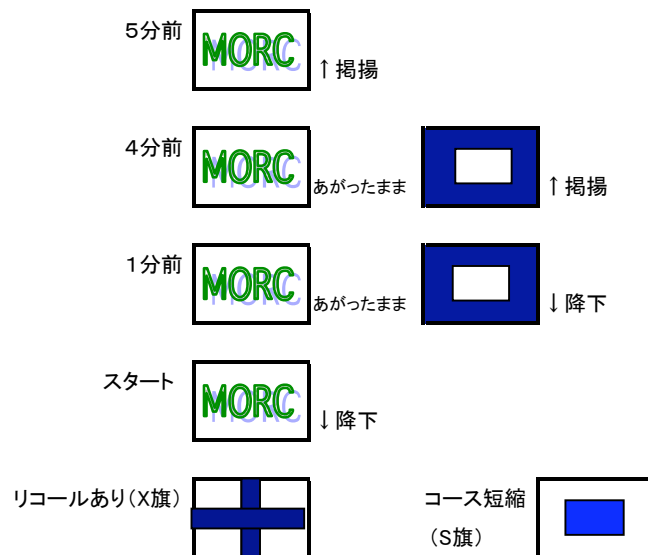 5分前
MORC
↑掲揚
4分前
MORC
あがったまま
↑掲揚
1分前
MORC
あがったまま
↓降下
スタート
MORC
↓降下
リコールあり(X旗)
コース短縮
(S旗)